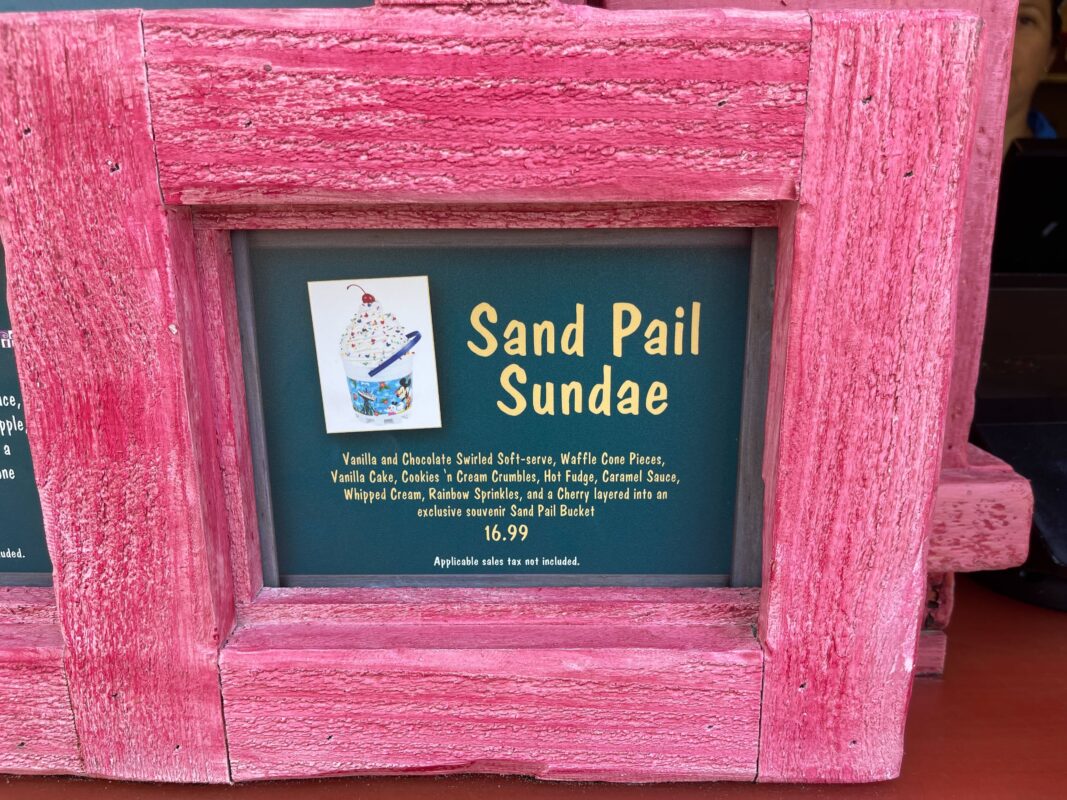 Sand Pail
Sundae
Vanilla and Chocolate Swirled Soft-serve, Waffle Cone Pieces,
Vanilla Cake, Cookies 'n Cream Crumbles, Hot Fudge, Caramel Sauce,
Whipped Cream, Rainbow Sprinkles, and a Cherry layered into an
exclusive souvenir Sand Pail Bucket
16.99
Applicable sales tax not included.
a